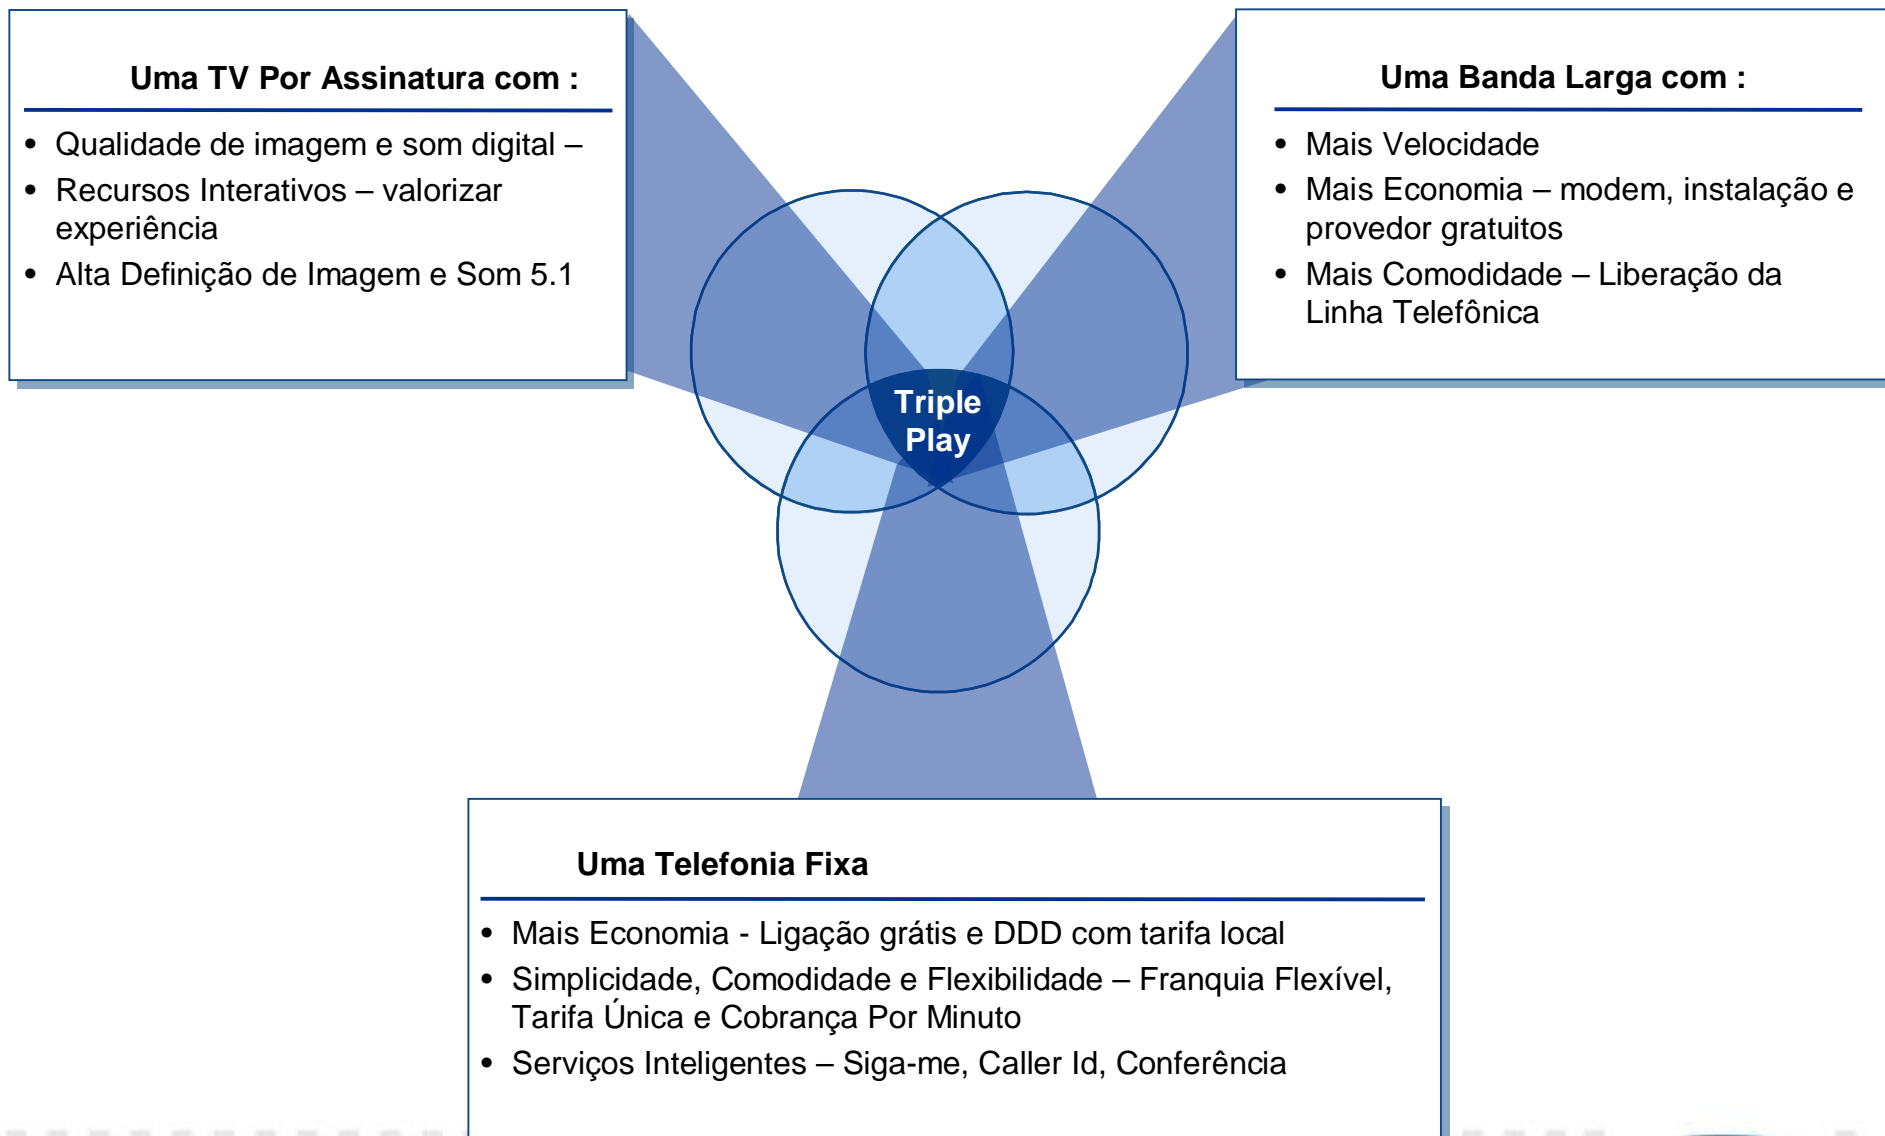 Uma TV Por Assinatura com :
• Qualidade de imagem e som digital –
• Recursos Interativos – valorizar
experiência
• Alta Definição de Imagem e Som 5.1
Uma Banda Larga com :
• Mais Velocidade
• Mais Economia – modem, instalação e
provedor gratuitos
• Mais Comodidade – Liberação da
Linha Telefônica
Triple
Play
Uma Telefonia Fixa
• Mais Economia - Ligação grátis e DDD com tarifa local
• Simplicidade, Comodidade e Flexibilidade – Franquia Flexível,
Tarifa Única e Cobrança Por Minuto
• Serviços Inteligentes – Siga-me, Caller Id, Conferência